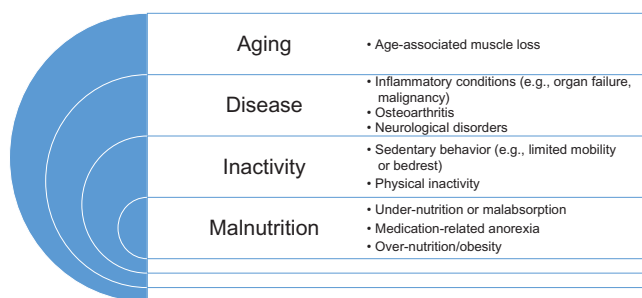 Aging
• Age-associated muscle loss
Disease
• Inflammatory conditions (e.g., organ failure,
malignancy)
• Osteoarthritis
• Neurological disorders
Inactivity
• Sedentary behavior (e.g., limited mobility
or bedrest)
• Physical inactivity
Malnutrition
• Under-nutrition or malabsorption
• Medication-related anorexia
• Over-nutrition/obesity